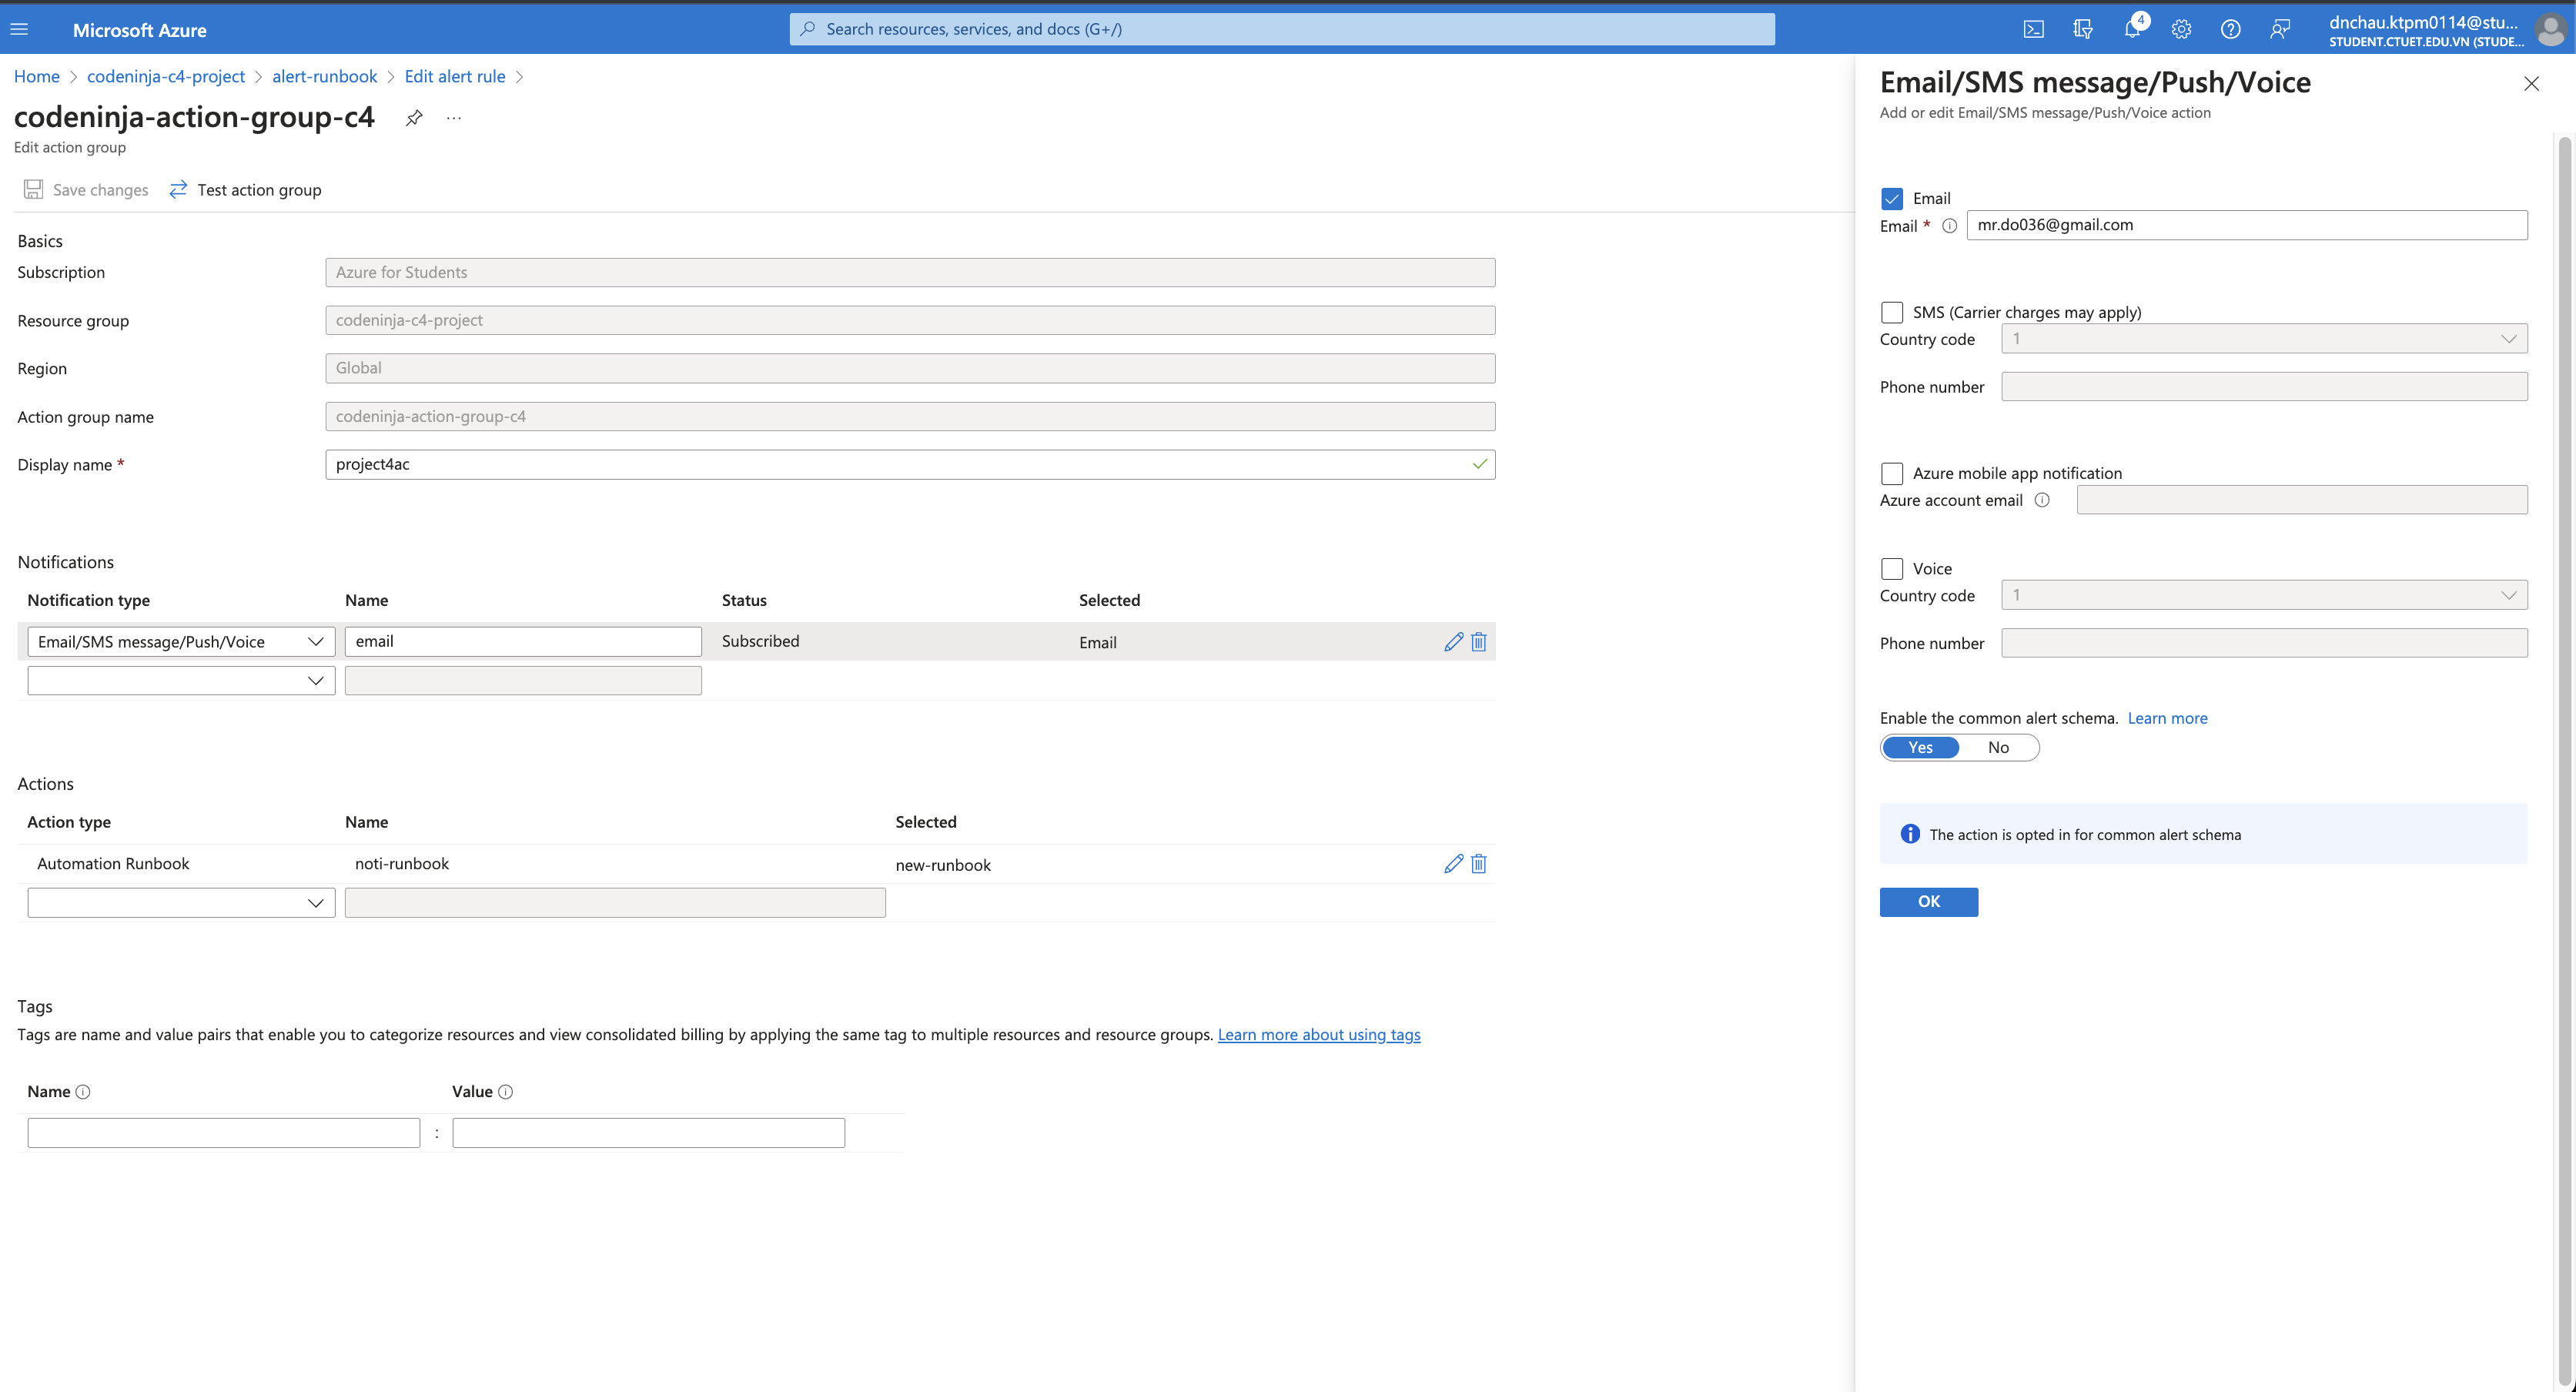 Microsoft Azure
Search resources, services, and docs (G+/)
4
dnchau.ktpm0114@stu...
STUDENT.CTUET.EDU.VN (STUDE...
Home > codeninja-c4-project > alert-runbook > Edit alert rule >
codeninja-action-group-c4
...
Edit action group
Save changes
Test action group
Basics
Subscription
Azure for Students
Resource group
codeninja-c4-project
Region
Global
Action group name
codeninja-action-group-c4
Display name *
project4ac
Notifications
Notification type Name Status Selected
Email/SMS message/Push/Voice email Subscribed Email
Actions
Action type Name Selected
Automation Runbook noti-runbook new-runbook
Tags
Tags are name and value pairs that enable you to categorize resources and view consolidated billing by applying the same tag to multiple resources and resource groups. Learn more about using tags
Name Value
:
Email/SMS message/Push/Voice
Add or edit Email/SMS message/Push/Voice action
Email
Email * mr.do036@gmail.com
SMS (Carrier charges may apply)
Country code 1
Phone number
Azure mobile app notification
Azure account email
Voice
Country code 1
Phone number
Enable the common alert schema. Learn more
Yes No
The action is opted in for common alert schema
OK